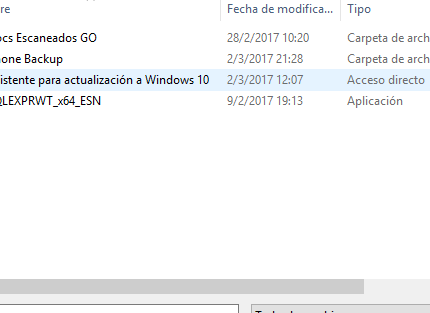 re Fecha de modifica... Tipo
ocs Escaneados GO 28/2/2017 10:20 Carpeta de arch
one Backup 2/3/2017 21:28 Carpeta de arch
istente para actualización a Windows 10 2/3/2017 12:07 Acceso directo
QLEXPRWT_x64_ESN 9/2/2017 19:13 Aplicación